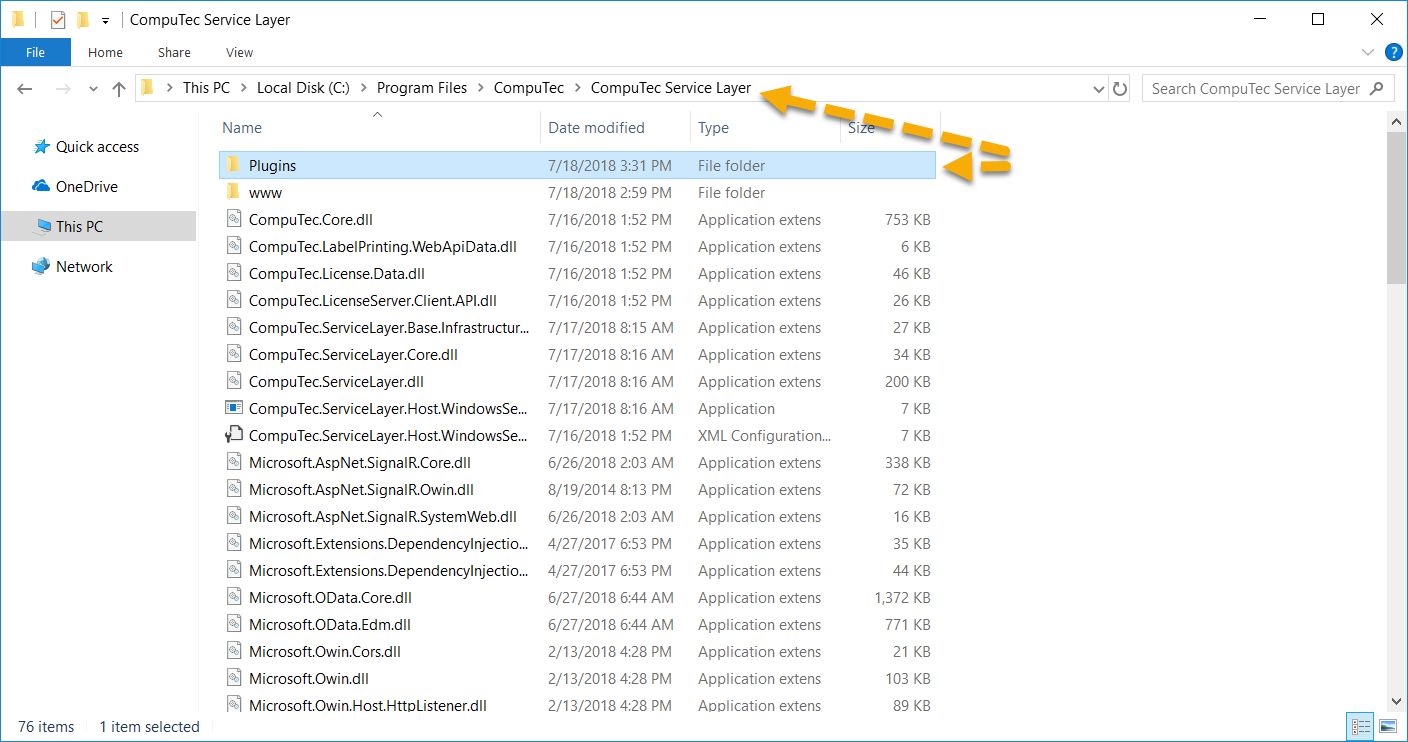 CompuTec Service Layer
File Home Share View
This PC Local Disk (C:) Program Files CompuTec CompuTec Service Layer Search CompuTec Service Layer
Quick access
OneDrive
This PC
Network
Name Date modified Type Size
Plugins 7/18/2018 3:31 PM File folder
www 7/18/2018 2:59 PM File folder
CompuTec.Core.dll 7/16/2018 1:52 PM Application extens 753 KB
CompuTec.LabelPrinting.WebApiData.dll 7/16/2018 1:52 PM Application extens 6 KB
CompuTec.License.Data.dll 7/16/2018 1:52 PM Application extens 46 KB
CompuTec.LicenseServer.Client.API.dll 7/16/2018 1:52 PM Application extens 26 KB
CompuTec.ServiceLayer.Base.Infrastructur... 7/17/2018 8:15 AM Application extens 27 KB
CompuTec.ServiceLayer.Core.dll 7/17/2018 8:16 AM Application extens 34 KB
CompuTec.ServiceLayer.dll 7/17/2018 8:16 AM Application extens 200 KB
CompuTec.ServiceLayer.Host.WindowsSe... 7/17/2018 8:16 AM Application 7 KB
CompuTec.ServiceLayer.Host.WindowsSe... 7/16/2018 1:52 PM XML Configuration... 7 KB
Microsoft.AspNet.SignalR.Core.dll 6/26/2018 2:03 AM Application extens 338 KB
Microsoft.AspNet.SignalR.Owin.dll 8/19/2014 8:13 PM Application extens 72 KB
Microsoft.AspNet.SignalR.SystemWeb.dll 6/26/2018 2:03 AM Application extens 16 KB
Microsoft.Extensions.DependencyInjectio... 4/27/2017 6:53 PM Application extens 35 KB
Microsoft.Extensions.DependencyInjectio... 4/27/2017 6:53 PM Application extens 44 KB
Microsoft.OData.Core.dll 6/27/2018 6:44 AM Application extens 1,372 KB
Microsoft.OData.Edm.dll 6/27/2018 6:44 AM Application extens 771 KB
Microsoft.Owin.Cors.dll 2/13/2018 4:28 PM Application extens 21 KB
Microsoft.Owin.dll 2/13/2018 4:28 PM Application extens 103 KB
Microsoft.Owin.Host.HttpListener.dll 2/13/2018 4:28 PM Application extens 89 KB
76 items 1 item selected